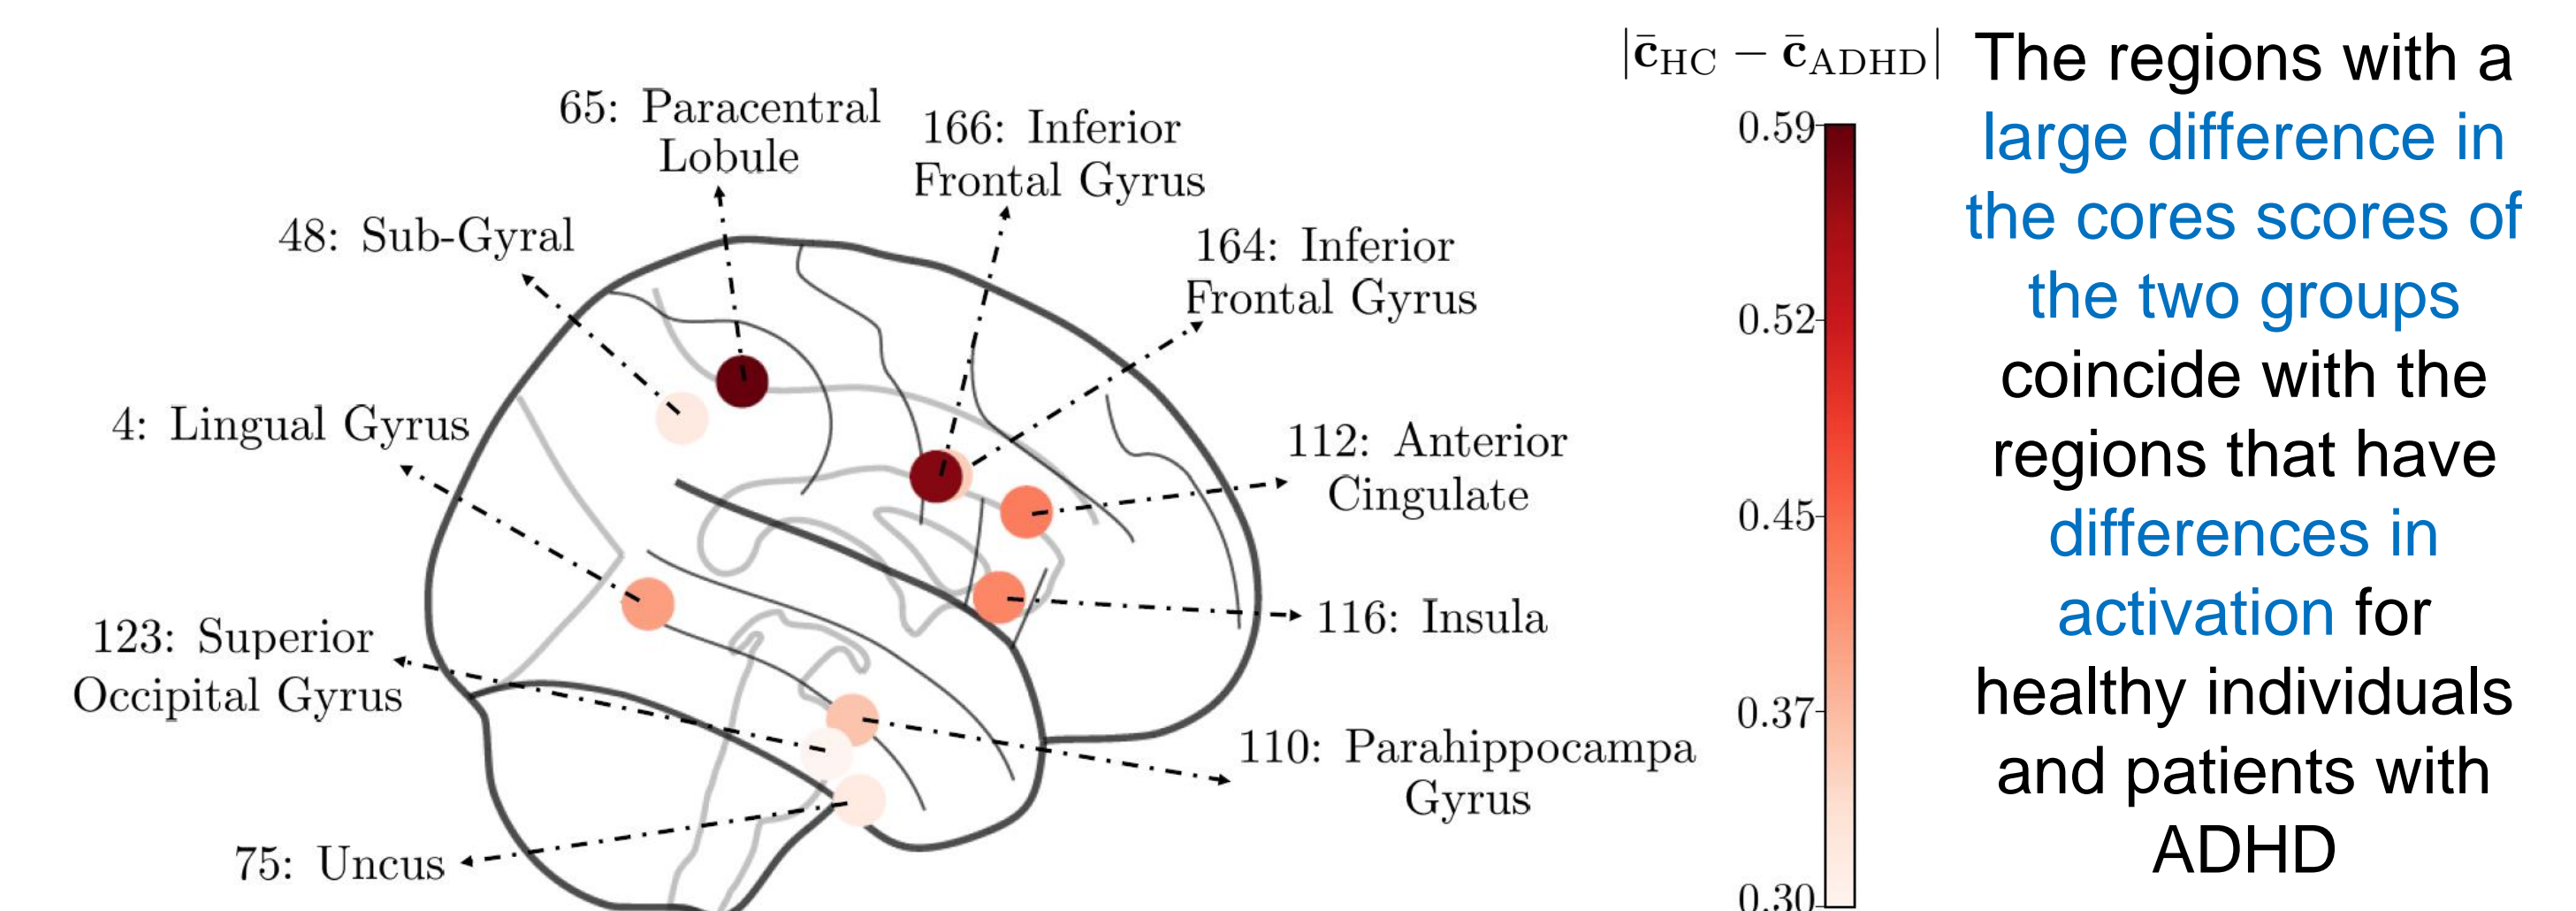 65: Paracentral
Lobule
166: Inferior
Frontal Gyrus
48: Sub-Gyral
164: Inferior
Frontal Gyrus
4: Lingual Gyrus
112: Anterior
Cingulate
123: Superior
Occipital Gyrus
116: Insula
110: Parahippocampa
Gyrus
75: Uncus
|c̄HC − c̄ADHD|
0.59
0.52
0.45
0.37
0.30
The regions with a
large difference in
the cores scores of
the two groups
coincide with the
regions that have
differences in
activation for
healthy individuals
and patients with
ADHD